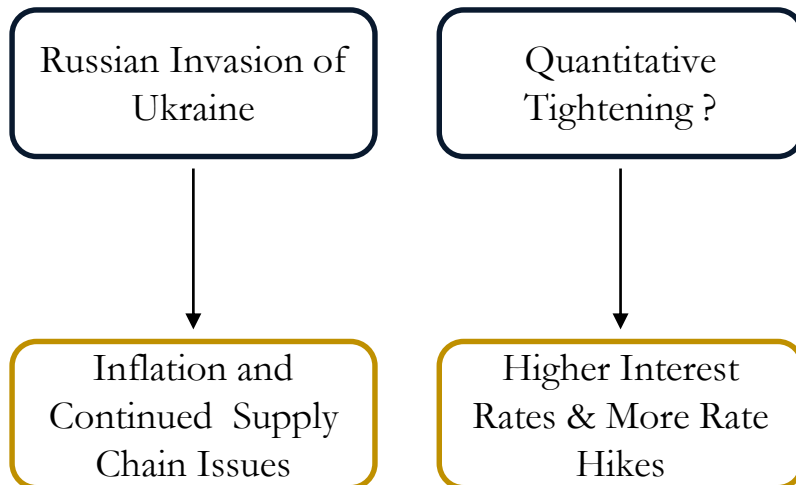 Russian Invasion of
Ukraine
Quantitative
Tightening ?
Inflation and
Continued  Supply
Chain Issues
Higher Interest
Rates & More Rate
Hikes